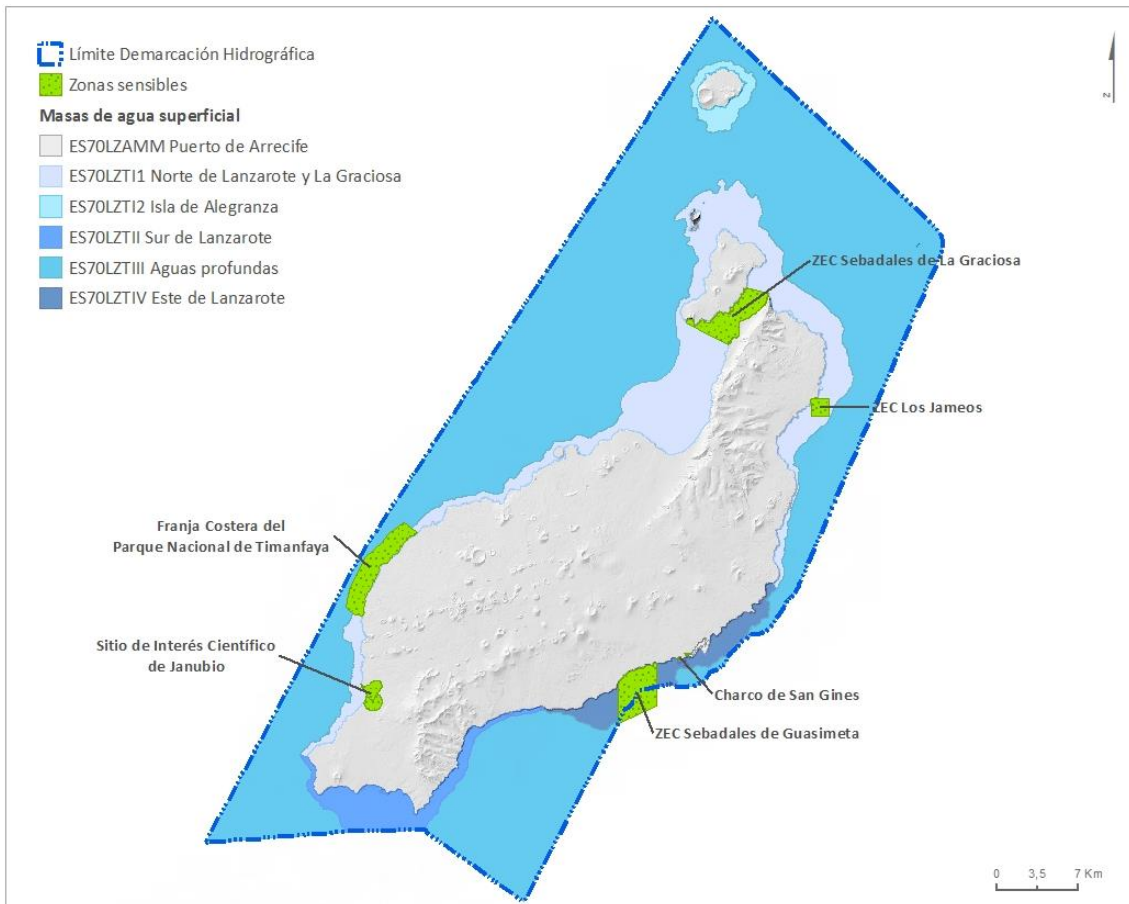 Límite Demarcación Hidrográfica
Zonas sensibles
Masas de agua superficial
ES70LZAMM Puerto de Arrecife
ES70LZTI1 Norte de Lanzarote y La Graciosa
ES70LZTI2 Isla de Alegranza
ES70LZTII Sur de Lanzarote
ES70LZTIII Aguas profundas
ES70LZTIV Este de Lanzarote
N
ZEC Sebadales de La Graciosa
ZEC Los Jameos
Franja Costera del
Parque Nacional de Timanfaya
Sitio de Interés Científico
de Janubio
Charco de San Gines
ZEC Sebadales de Guasimeta
0 3,5 7 Km